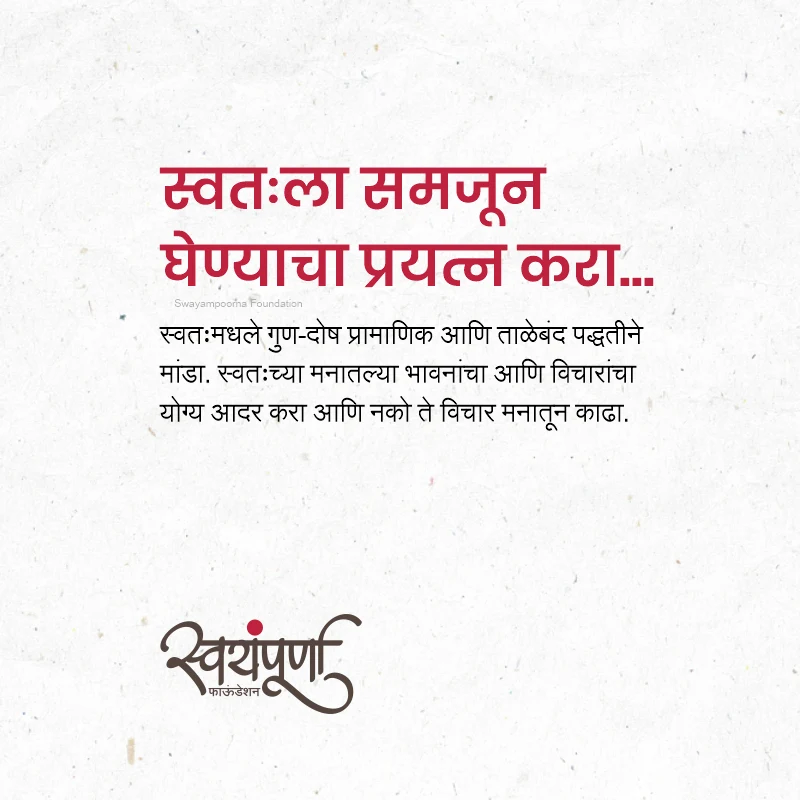 स्वतःला समजून
घेण्याचा प्रयत्न करा...
Swayampoorna Foundation
स्वतःमधले गुण-दोष प्रामाणिक आणि ताळेबंद पद्धतीने
मांडा. स्वतःच्या मनातल्या भावनांचा आणि विचारांचा
योग्य आदर करा आणि नको ते विचार मनातून काढा.
स्वयंपूर्णा
फाऊंडेशन